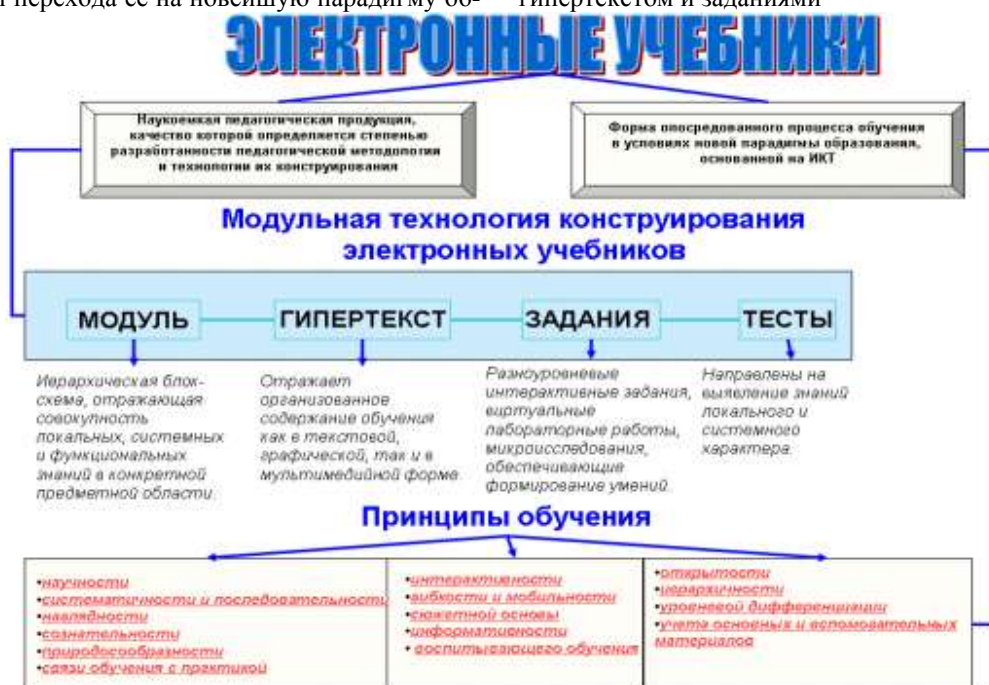 перехода ее на новейшую парадигму об-
гипертекстом и заданиями
ЭЛЕКТРОННЫЕ УЧЕБНИКИ
Наукоемкая педагогическая продукция,
качество которой определяется степенью
разработанности педагогической методологии
и технологии их конструирования
Форма опосредованного процесса обучения
в условиях новой парадигмы образования,
основанной на ИКТ
Модульная технология конструирования
электронных учебников
МОДУЛЬ
ГИПЕРТЕКСТ
ЗАДАНИЯ
ТЕСТЫ
Иерархическая блок-
схема, отражающая
совокупность
локальных, системных
и функциональных
знаний в конкретной
предметной области.
Отражает
организованное
содержание обучения
как в текстовой,
графической, так и в
мультимедийной форме
Разноуровневые
интерактивные задания,
виртуальные
лабораторные работы,
микроисследования,
обеспечивающие
формирование умений.
Направлены на
выявление знаний
локального и
системного
характера.
Принципы обучения
•научности
•систематичности и последовательности
•наглядности
•сознательности
•природосообразности
•связи обучения с практикой
•интерактивности
•гибкости и мобильности
•сюжетной основы
•информативности
• воспитывающего обучения
•открытости
•иерархичности
•уровневой дифференциации
•учета основных и вспомогательных
материалов